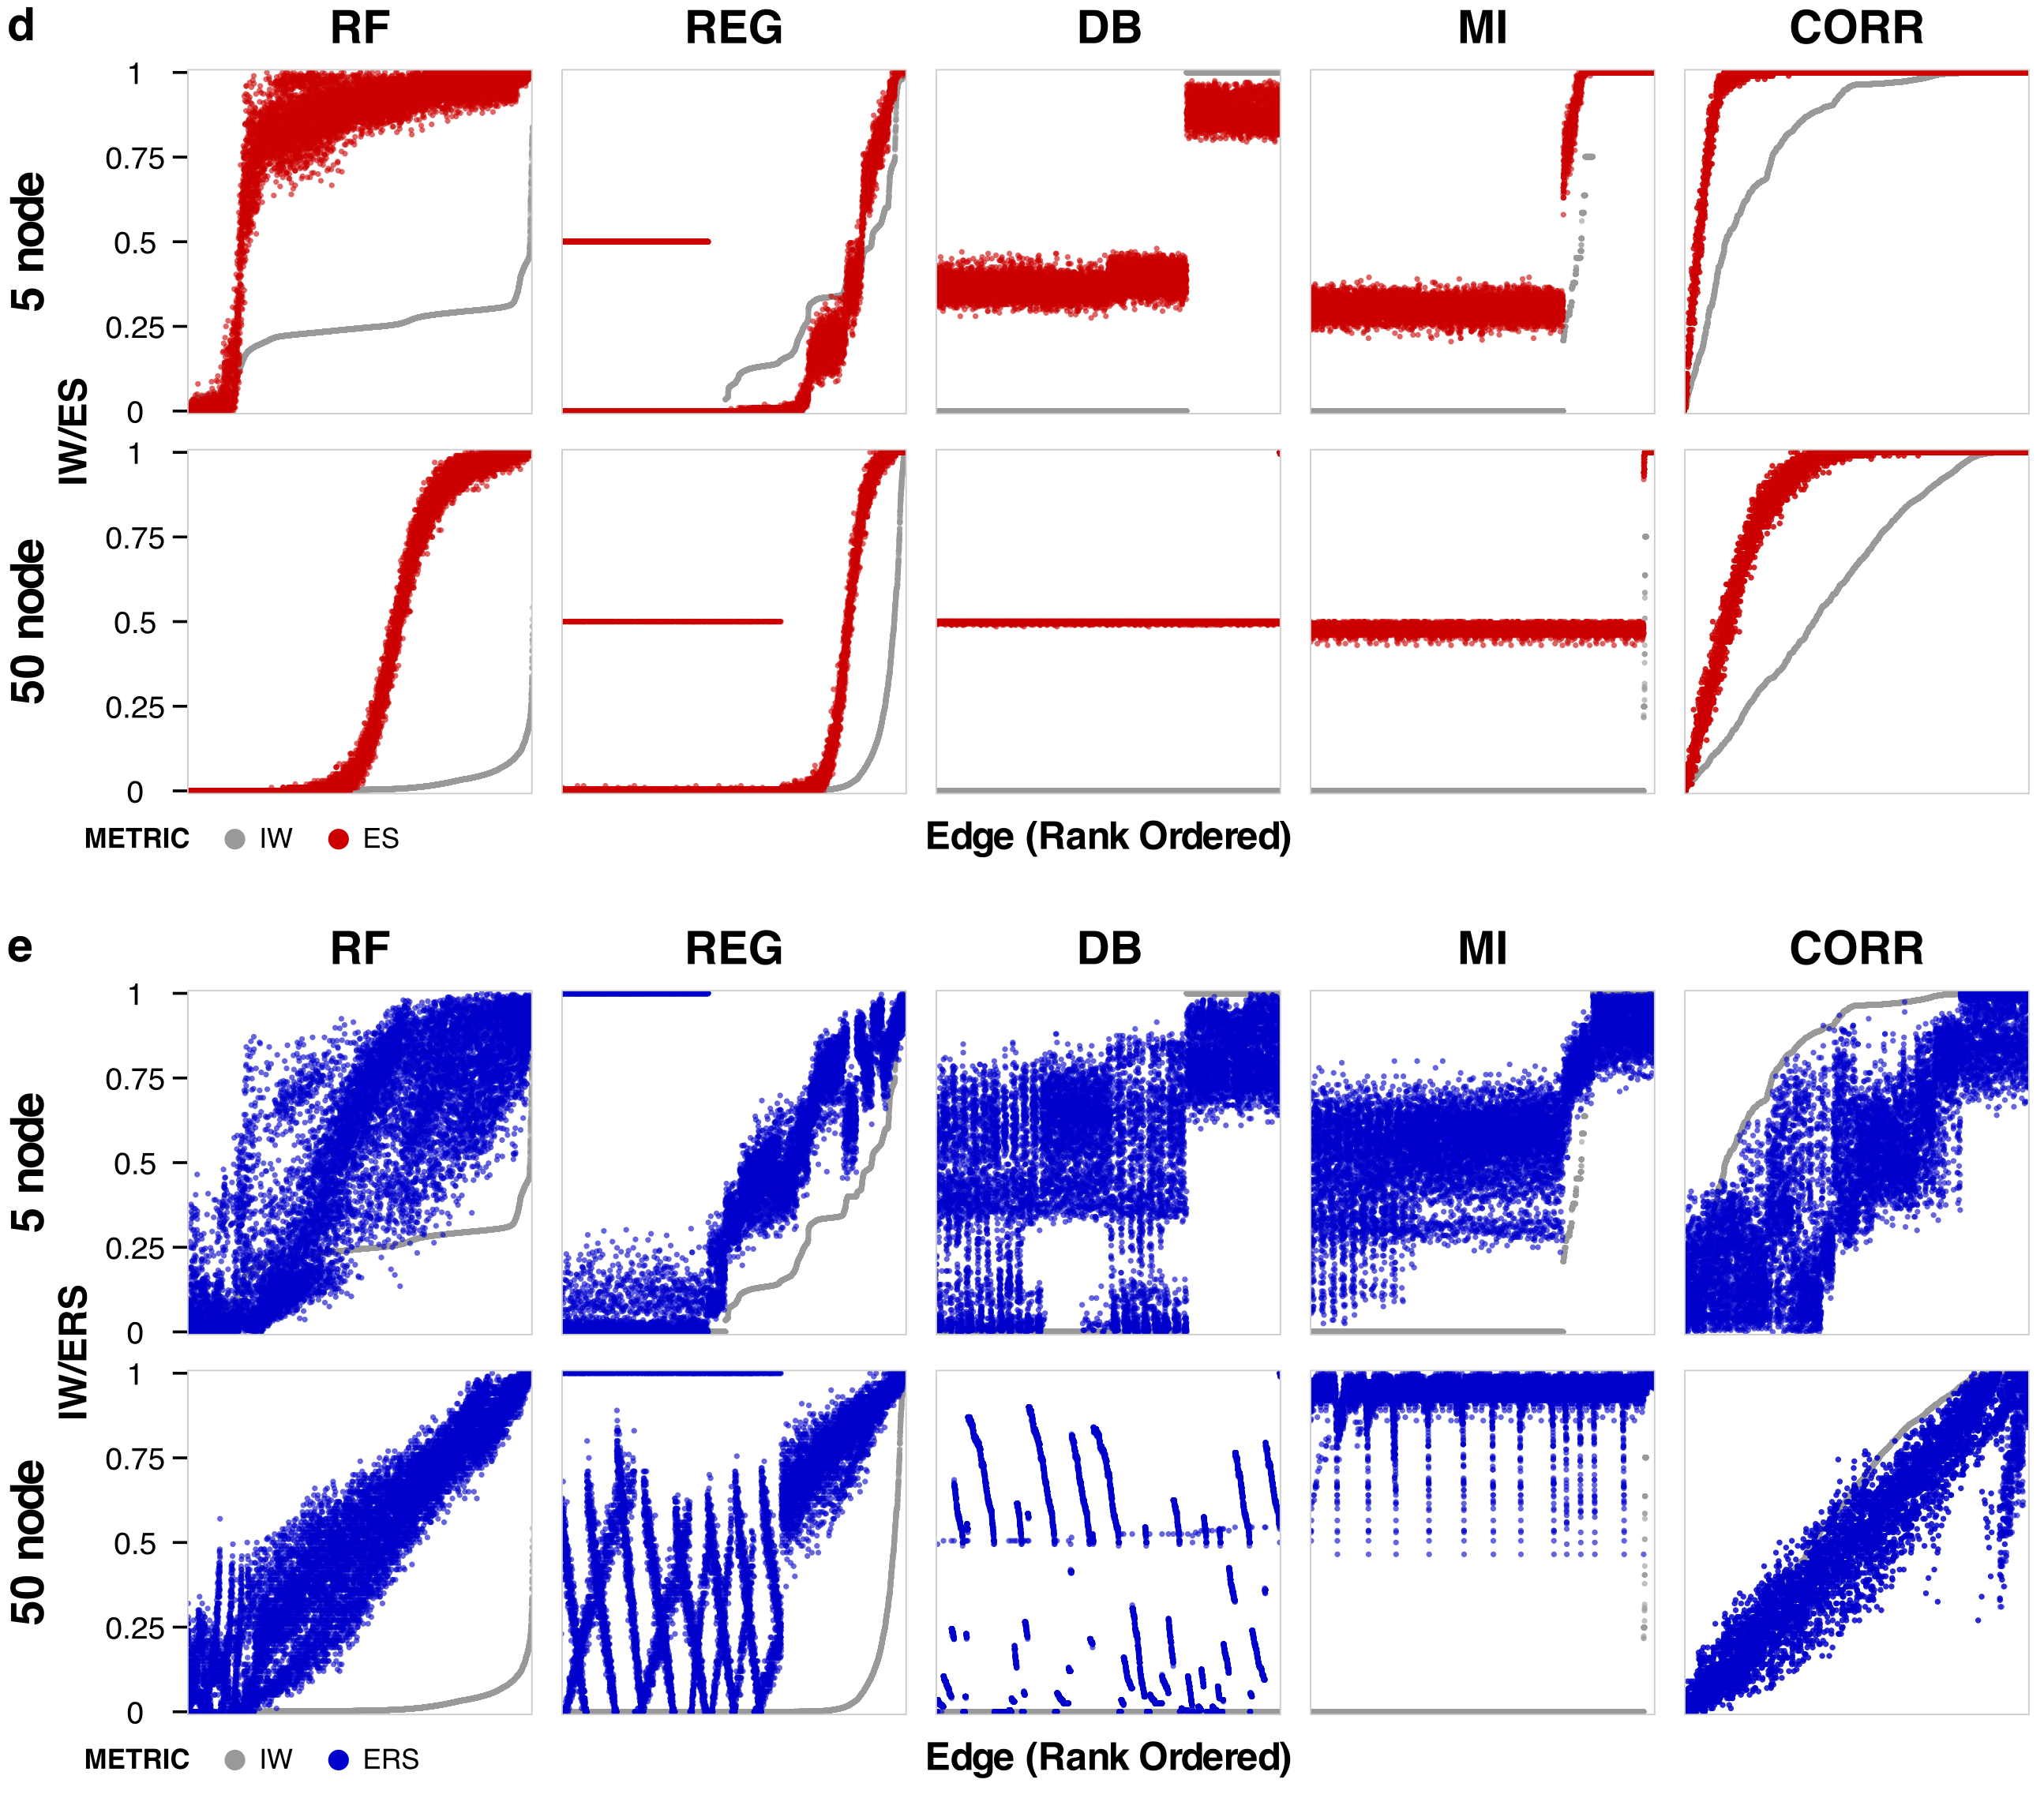 d
RF REG DB MI CORR
5 node
1
0.75
0.5
0.25
0
IW/ES
50 node
1
0.75
0.5
0.25
0
METRIC IW ES
Edge (Rank Ordered)
e
RF REG DB MI CORR
5 node
1
0.75
0.5
0.25
0
IW/ERS
50 node
1
0.75
0.5
0.25
0
METRIC IW ERS
Edge (Rank Ordered)